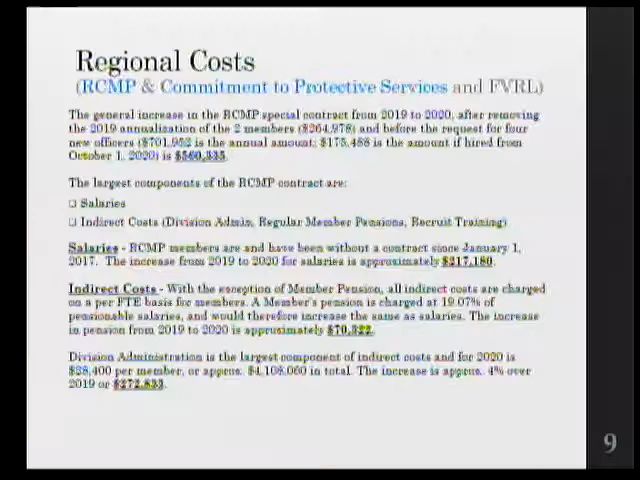 Regional Costs
(RCMP & Commitment to Protective Services and FVRL)
The general increase in the RCMP special contract from 2019 to 2020, after removing
the 2019 annualization of the 2 members ($264,978) and before the request for four
new officers ($701,952 is the annual amount; $175,488 is the amount if hired from
October 1, 2020) is
The largest components of the RCMP contract are:
❑ Salaries
❑ Indirect Costs (Division Admin, Regular Member Pensions, Recruit Training)
Salaries - RCMP members are and have been without a contract since January 1,
2017. The increase from 2019 to 2020 for salaries is approximately $217,180.
Indirect Costs - With the exception of Member Pension, all indirect costs are charged
on a per FTE basis for members. A Member's pension is charged at 19.07% of
pensionable salaries, and would therefore increase the same as salaries. The increase
in pension from 2019 to 2020 is approximately $70,322.
Division Administration is the largest component of indirect costs and for 2020 is
per member, or approx. in total. The increase is approx. 4% over
2019 or
9